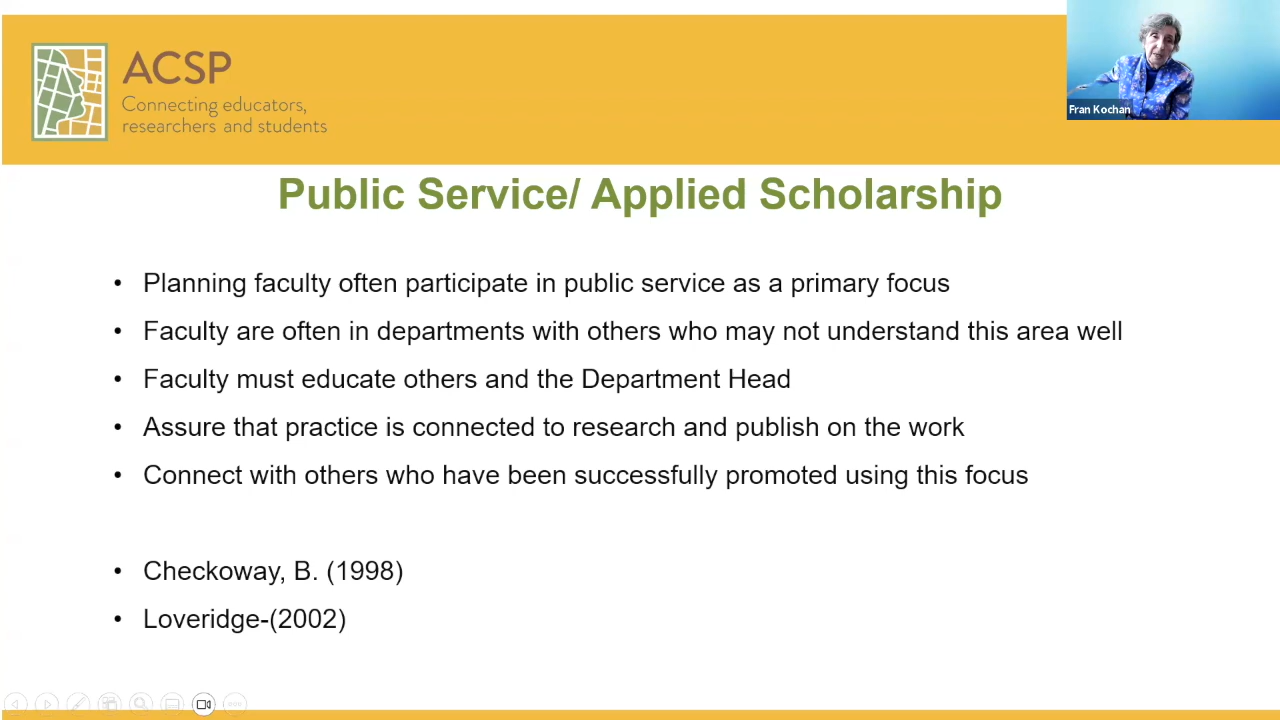 ACSP
Connecting educators,
researchers and students
Fran Kochan
Public Service/ Applied Scholarship
• Planning faculty often participate in public service as a primary focus
• Faculty are often in departments with others who may not understand this area well
• Faculty must educate others and the Department Head
• Assure that practice is connected to research and publish on the work
• Connect with others who have been successfully promoted using this focus
• Checkoway, B. (1998)
• Loveridge-(2002)